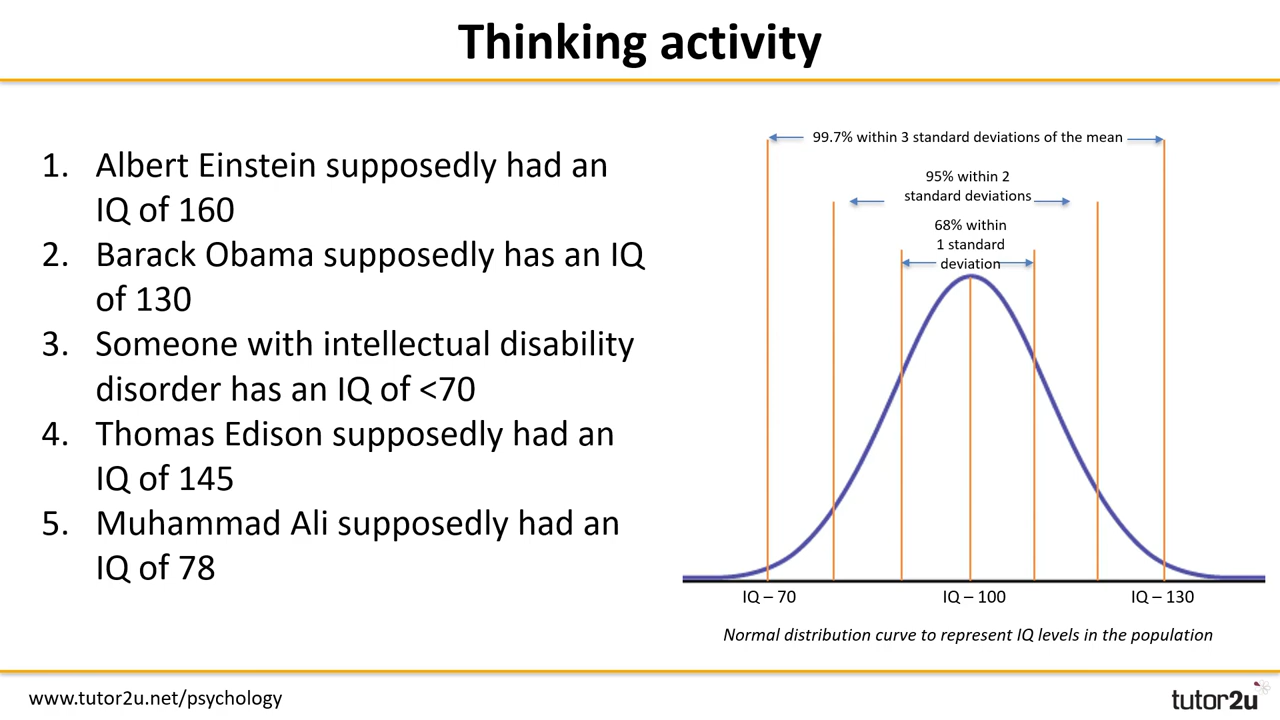 Thinking activity
1. Albert Einstein supposedly had an
IQ of 160
2. Barack Obama supposedly has an IQ
of 130
3. Someone with intellectual disability
disorder has an IQ of <70
4. Thomas Edison supposedly had an
IQ of 145
5. Muhammad Ali supposedly had an
IQ of 78
99.7% within 3 standard deviations of the mean
95% within 2
standard deviations
68% within
1 standard
deviation
IQ – 70
IQ – 100
IQ – 130
Normal distribution curve to represent IQ levels in the population
www.tutor2u.net/psychology
tutor2u